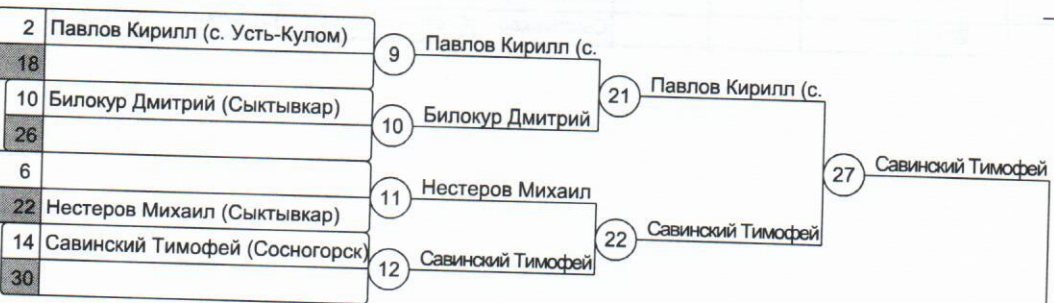 2 Павлов Кирилл (с. Усть-Кулом)
18
9 Павлов Кирилл (с.
10 Билокур Дмитрий (Сыктывкар)
26
10 Билокур Дмитрий
21 Павлов Кирилл (с.
6
22 Нестеров Михаил (Сыктывкар)
11 Нестеров Михаил
14 Савинский Тимофей (Сосногорск)
30
12 Савинский Тимофей
22 Савинский Тимофей
27 Савинский Тимофей